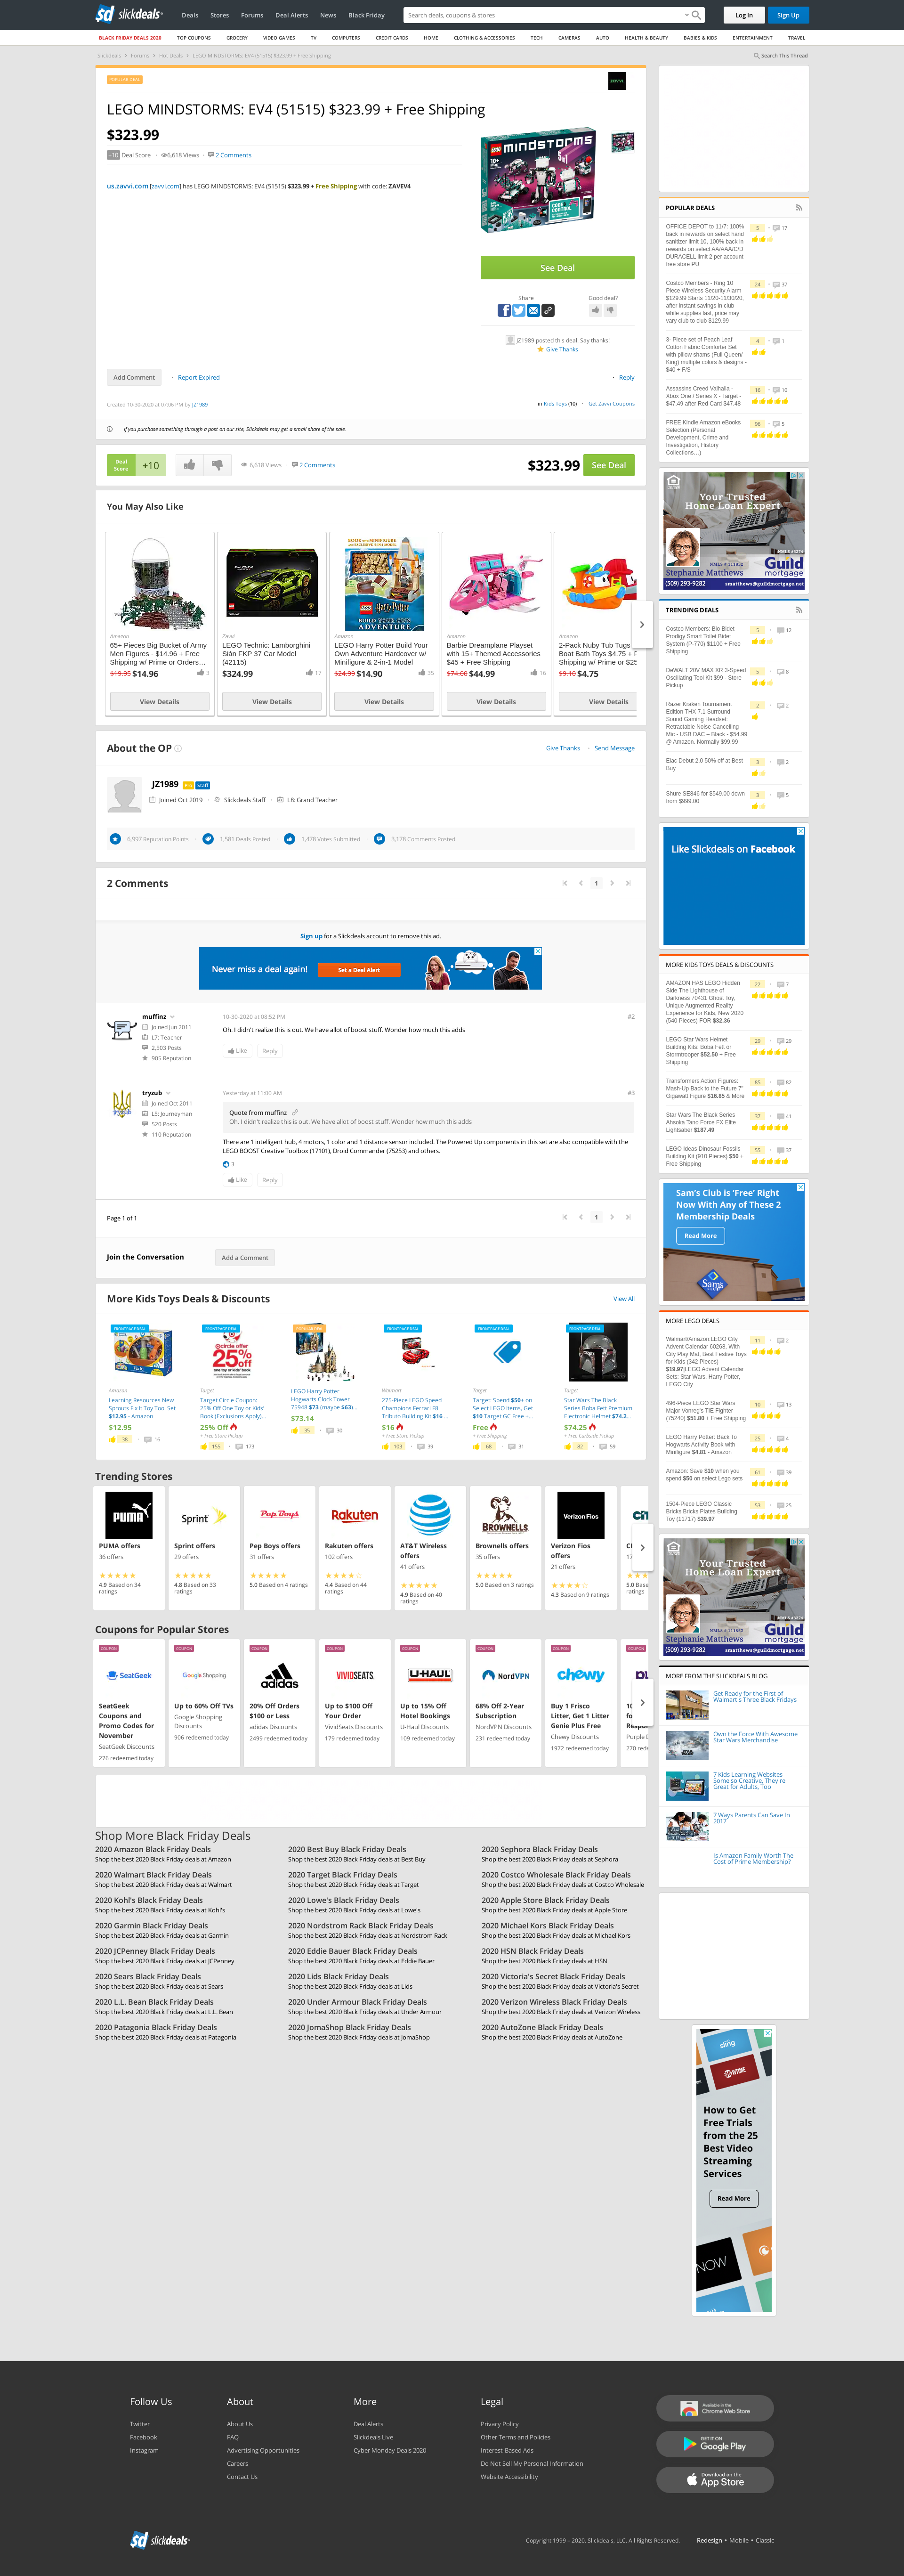 slickdeals
Deals Stores Forums Deal Alerts News Black Friday
Search deals, coupons & stores
Log In Sign Up
BLACK FRIDAY DEALS 2020 TOP COUPONS GROCERY VIDEO GAMES TV COMPUTERS CREDIT CARDS HOME CLOTHING & ACCESSORIES TECH CAMERAS AUTO HEALTH & BEAUTY BABIES & KIDS ENTERTAINMENT TRAVEL
Slickdeals > Forums > Hot Deals > LEGO MINDSTORMS: EV4 (51515) $323.99 + Free Shipping
Search This Thread
POPULAR DEAL
LEGO MINDSTORMS: EV4 (51515) $323.99 + Free Shipping
$323.99
+10 Deal Score · 6,618 Views · 2 Comments
us.zavvi.com [zavvi.com] has LEGO MINDSTORMS: EV4 (51515) $323.99 + Free Shipping with code: ZAVEV4
See Deal
Share
Good deal?
JZ1989 posted this deal. Say thanks!
Give Thanks
Add Comment · Report Expired
· Reply
Created 10-30-2020 at 07:06 PM by JZ1989
in Kids Toys (10) · Get Zavvi Coupons
If you purchase something through a post on our site, Slickdeals may get a small share of the sale.
Deal Score +10
6,618 Views · 2 Comments
$323.99 See Deal
You May Also Like
Amazon
65+ Pieces Big Bucket of Army Men Figures - $14.96 + Free Shipping w/ Prime or Orders...
$19.95 $14.96 3
View Details
Zavvi
LEGO Technic: Lamborghini Sián FKP 37 Car Model (42115)
$324.99 17
View Details
Amazon
LEGO Harry Potter Build Your Own Adventure Hardcover w/ Minifigure & 2-in-1 Model
$24.99 $14.90 35
View Details
Amazon
Barbie Dreamplane Playset with 15+ Themed Accessories $45 + Free Shipping
$74.00 $44.99 16
View Details
Amazon
2-Pack Nuby Tub Tugs
Boat Bath Toys $4.75 + F
Shipping w/ Prime or $25
$9.10 $4.75
View Details
About the OP
Give Thanks · Send Message
JZ1989 Pro Staff
Joined Oct 2019 · Slickdeals Staff · L8: Grand Teacher
6,997 Reputation Points · 1,581 Deals Posted · 1,478 Votes Submitted · 3,178 Comments Posted
2 Comments
1
Sign up for a Slickdeals account to remove this ad.
Never miss a deal again! Set a Deal Alert
muffinz
Joined Jun 2011
L7: Teacher
2,503 Posts
905 Reputation
10-30-2020 at 08:52 PM #2
Oh. I didn't realize this is out. We have allot of boost stuff. Wonder how much this adds
Like Reply
tryzub
Joined Oct 2011
L5: Journeyman
520 Posts
110 Reputation
Yesterday at 11:00 AM #3
Quote from muffinz
Oh. I didn't realize this is out. We have allot of boost stuff. Wonder how much this adds
There are 1 intelligent hub, 4 motors, 1 color and 1 distance sensor included. The Powered Up components in this set are also compatible with the
LEGO BOOST Creative Toolbox (17101), Droid Commander (75253) and others.
3
Like Reply
Page 1 of 1
1
Join the Conversation Add a Comment
More Kids Toys Deals & Discounts
View All
FRONTPAGE DEAL
Amazon
Learning Resources New Sprouts Fix It Toy Tool Set $12.95 - Amazon
$12.95
38 · 16
FRONTPAGE DEAL
Target
Target Circle Coupon: 25% Off One Toy or Kids' Book (Exclusions Apply)...
25% Off
+ Free Store Pickup
155 · 173
POPULAR DEAL
LEGO Harry Potter Hogwarts Clock Tower 75948 $73 (maybe $63)...
$73.14
35 · 30
FRONTPAGE DEAL
Walmart
275-Piece LEGO Speed Champions Ferrari F8 Tributo Building Kit $16 ...
$16
+ Free Store Pickup
103 · 39
FRONTPAGE DEAL
Target
Target: Spend $50+ on Select LEGO Items, Get $10 Target GC Free +...
Free
+ Free Shipping
68 · 31
FRONTPAGE DEAL
Target
Star Wars The Black Series Boba Fett Premium Electronic Helmet $74.2...
$74.25
+ Free Curbside Pickup
82 · 59
Trending Stores
PUMA offers
36 offers
4.9 Based on 34 ratings
Sprint offers
29 offers
4.8 Based on 33 ratings
Pep Boys offers
31 offers
5.0 Based on 4 ratings
Rakuten offers
102 offers
4.4 Based on 44 ratings
AT&T Wireless offers
41 offers
4.9 Based on 40 ratings
Brownells offers
35 offers
5.0 Based on 3 ratings
Verizon Fios offers
21 offers
4.3 Based on 9 ratings
Coupons for Popular Stores
COUPON
SeatGeek Coupons and Promo Codes for November
SeatGeek Discounts
276 redeemed today
COUPON
Up to 60% Off TVs
Google Shopping Discounts
906 redeemed today
COUPON
20% Off Orders $100 or Less
adidas Discounts
2499 redeemed today
COUPON
Up to $100 Off Your Order
VividSeats Discounts
179 redeemed today
COUPON
Up to 15% Off Hotel Bookings
U-Haul Discounts
109 redeemed today
COUPON
68% Off 2-Year Subscription
NordVPN Discounts
231 redeemed today
COUPON
Buy 1 Frisco Litter, Get 1 Litter Genie Plus Free
Chewy Discounts
1972 redeemed today
COUPON
Shop More Black Friday Deals
2020 Amazon Black Friday Deals
Shop the best 2020 Black Friday deals at Amazon
2020 Best Buy Black Friday Deals
Shop the best 2020 Black Friday deals at Best Buy
2020 Sephora Black Friday Deals
Shop the best 2020 Black Friday deals at Sephora
2020 Walmart Black Friday Deals
Shop the best 2020 Black Friday deals at Walmart
2020 Target Black Friday Deals
Shop the best 2020 Black Friday deals at Target
2020 Costco Wholesale Black Friday Deals
Shop the best 2020 Black Friday deals at Costco Wholesale
2020 Kohl's Black Friday Deals
Shop the best 2020 Black Friday deals at Kohl's
2020 Lowe's Black Friday Deals
Shop the best 2020 Black Friday deals at Lowe's
2020 Apple Store Black Friday Deals
Shop the best 2020 Black Friday deals at Apple Store
2020 Garmin Black Friday Deals
Shop the best 2020 Black Friday deals at Garmin
2020 Nordstrom Rack Black Friday Deals
Shop the best 2020 Black Friday deals at Nordstrom Rack
2020 Michael Kors Black Friday Deals
Shop the best 2020 Black Friday deals at Michael Kors
2020 JCPenney Black Friday Deals
Shop the best 2020 Black Friday deals at JCPenney
2020 Eddie Bauer Black Friday Deals
Shop the best 2020 Black Friday deals at Eddie Bauer
2020 HSN Black Friday Deals
Shop the best 2020 Black Friday deals at HSN
2020 Sears Black Friday Deals
Shop the best 2020 Black Friday deals at Sears
2020 Lids Black Friday Deals
Shop the best 2020 Black Friday deals at Lids
2020 Victoria's Secret Black Friday Deals
Shop the best 2020 Black Friday deals at Victoria's Secret
2020 L.L. Bean Black Friday Deals
Shop the best 2020 Black Friday deals at L.L. Bean
2020 Under Armour Black Friday Deals
Shop the best 2020 Black Friday deals at Under Armour
2020 Verizon Wireless Black Friday Deals
Shop the best 2020 Black Friday deals at Verizon Wireless
2020 Patagonia Black Friday Deals
Shop the best 2020 Black Friday deals at Patagonia
2020 JomaShop Black Friday Deals
Shop the best 2020 Black Friday deals at JomaShop
2020 AutoZone Black Friday Deals
Shop the best 2020 Black Friday deals at AutoZone
POPULAR DEALS
OFFICE DEPOT to 11/7: 100% back in rewards on select hand sanitizer limit 10, 100% back in rewards on select AA/AAA/C/D DURACELL limit 2 per account free store PU
5 · 17
Costco Members - Ring 10 Piece Wireless Security Alarm $129.99 Starts 11/20-11/30/20, after instant savings in club while supplies last, price may vary club to club $129.99
24 · 37
3- Piece set of Peach Leaf Cotton Fabric Comforter Set with pillow shams (Full Queen/ King) multiple colors & designs - $40 + F/S
4 · 1
Assassins Creed Valhalla - Xbox One / Series X - Target - $47.49 after Red Card $47.48
16 · 10
FREE Kindle Amazon eBooks Selection (Personal Development, Crime and Investigation, History Collections...)
96 · 5
Your Trusted
Home Loan Expert
Stephanie Matthews
(509) 293-9282
Guild mortgage
smatthews@guildmortgage.net
TRENDING DEALS
Costco Members: Bio Bidet Prodigy Smart Toilet Bidet System (P-770) $1100 + Free Shipping
5 · 12
DeWALT 20V MAX XR 3-Speed Oscillating Tool Kit $99 - Store Pickup
5 · 8
Razer Kraken Tournament Edition THX 7.1 Surround Sound Gaming Headset: Retractable Noise Cancelling Mic - USB DAC – Black - $54.99 @ Amazon. Normally $99.99
2 · 2
Elac Debut 2.0 50% off at Best Buy
3 · 2
Shure SE846 for $549.00 down from $999.00
3 · 5
Like Slickdeals on Facebook
MORE KIDS TOYS DEALS & DISCOUNTS
AMAZON HAS LEGO Hidden Side The Lighthouse of Darkness 70431 Ghost Toy, Unique Augmented Reality Experience for Kids, New 2020 (540 Pieces) FOR $32.36
22 · 7
LEGO Star Wars Helmet Building Kits: Boba Fett or Stormtrooper $52.50 + Free Shipping
29 · 29
Transformers Action Figures: Mash-Up Back to the Future 7" Gigawatt Figure $16.85 & More
85 · 82
Star Wars The Black Series Ahsoka Tano Force FX Elite Lightsaber $187.49
37 · 41
LEGO Ideas Dinosaur Fossils Building Kit (910 Pieces) $50 + Free Shipping
55 · 37
Sam's Club is 'Free' Right Now With Any of These 2 Membership Deals
Read More
MORE LEGO DEALS
Walmart/Amazon LEGO City Advent Calendar 60268, With City Play Mat, Best Festive Toys for Kids (342 Pieces) $19.97|LEGO Advent Calendar Sets: Star Wars, Harry Potter, LEGO City
11 · 2
496-Piece LEGO Star Wars Major Vonreg's TIE Fighter (75240) $51.80 + Free Shipping
10 · 13
LEGO Harry Potter: Back To Hogwarts Activity Book with Minifigure $4.81 - Amazon
25 · 4
Amazon: Save $10 when you spend $50 on select Lego sets
61 · 39
1504-Piece LEGO Classic Bricks Bricks Plates Building Toy (11717) $39.97
53 · 25
Your Trusted
Home Loan Expert
Stephanie Matthews
(509) 293-9282
Guild mortgage
smatthews@guildmortgage.net
MORE FROM THE SLICKDEALS BLOG
Get Ready for the First of Walmart's Three Black Fridays
Own the Force With Awesome Star Wars Merchandise
7 Kids Learning Websites -- Some so Creative, They're Great for Adults, Too
7 Ways Parents Can Save In 2017
Is Amazon Family Worth The Cost of Prime Membership?
sling
SHOWTIME
How to Get Free Trials from the 25 Best Video Streaming Services
Read More
NOW
Follow Us
Twitter
Facebook
Instagram
About
About Us
FAQ
Advertising Opportunities
Careers
Contact Us
More
Deal Alerts
Slickdeals Live
Cyber Monday Deals 2020
Legal
Privacy Policy
Other Terms and Policies
Interest-Based Ads
Do Not Sell My Personal Information
Website Accessibility
Available in the Chrome Web Store
GET IT ON Google Play
Download on the App Store
slickdeals
Copyright 1999 - 2020. Slickdeals, LLC. All Rights Reserved. Redesign • Mobile • Classic